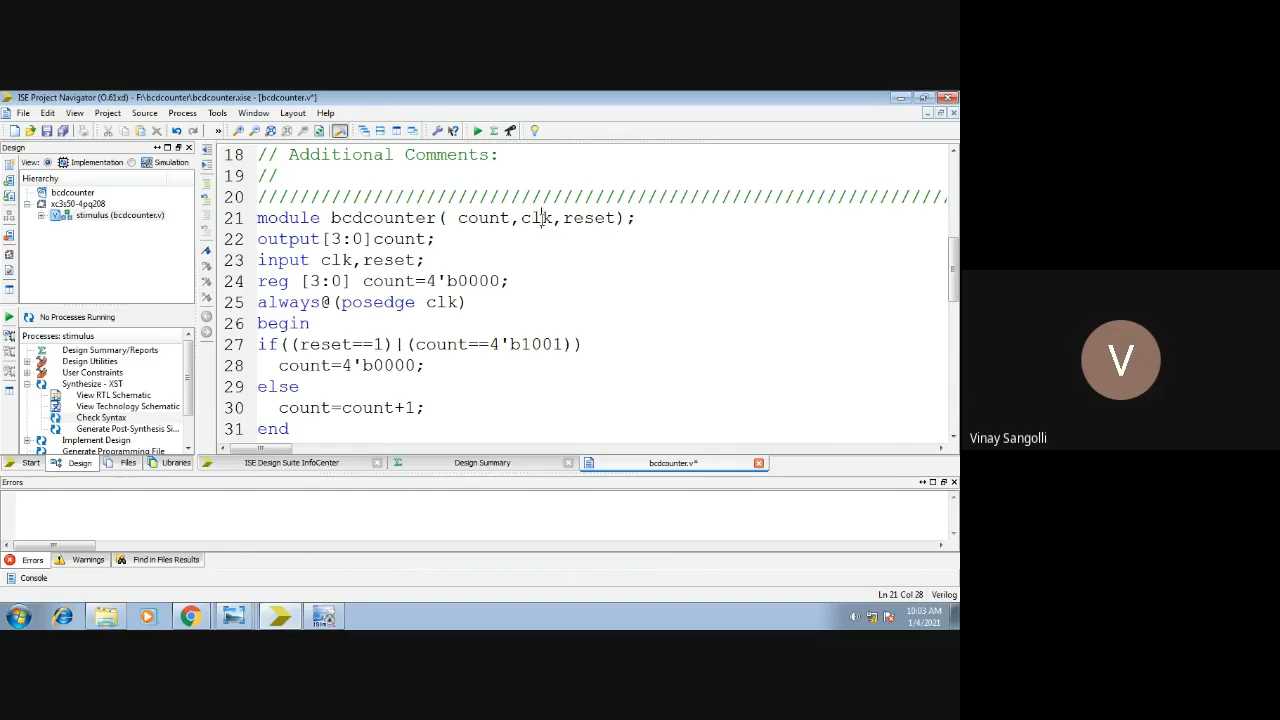 ISE Project Navigator (O.61xd) - F:\bcdcounter\bcdcounter.xise - [bcdcounter.v*]
File Edit View Project Source Process Tools Window Layout Help
Design
View: Implementation Simulation
Hierarchy
bcdcounter
xc3s50-4pq208
stimulus (bcdcounter.v)
No Processes Running
Processes: stimulus
Design Summary/Reports
Design Utilities
User Constraints
Synthesize - XST
View RTL Schematic
View Technology Schematic
Check Syntax
Generate Post-Synthesis Si...
Implement Design
Generate Programming File
18 // Additional Comments:
19 //
20 //////////////////////////////////////////////////////////////////
21 module bcdcounter( count,clk,reset);
22 output[3:0]count;
23 input clk,reset;
24 reg [3:0] count=4'b0000;
25 always@(posedge clk)
26 begin
27 if((reset==1)|(count==4'b1001))
28 count=4'b0000;
29 else
30 count=count+1;
31 end
Start Design Files Libraries
ISE Design Suite InfoCenter Design Summary bcdcounter.v*
Errors
Errors Warnings Find in Files Results
Console
Ln 21 Col 28 Verilog
10:03 AM
1/4/2021
V
Vinay Sangolli